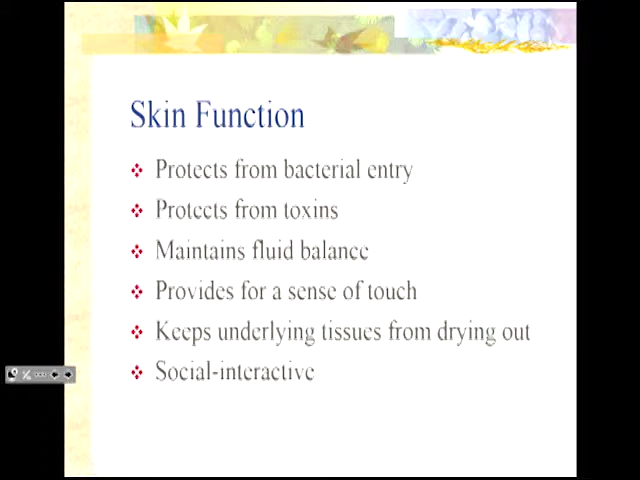 Skin Function
Protects from bacterial entry
Protects from toxins
Maintains fluid balance
Provides for a sense of touch
Keeps underlying tissues from drying out
Social-interactive